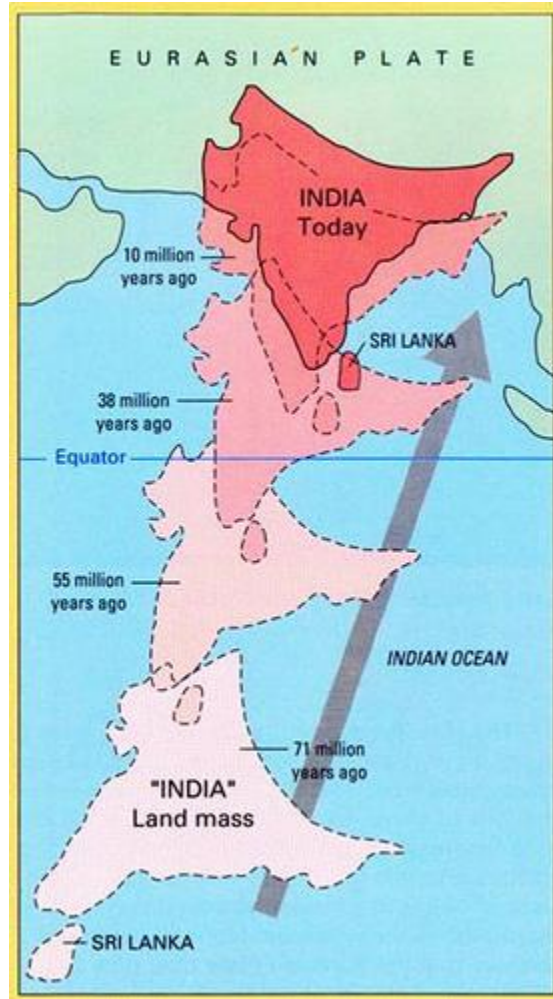 EURASIAN PLATE
INDIA
Today
10 million
years ago
SRI LANKA
38 million
years ago
Equator
55 million
years ago
INDIAN OCEAN
71 million
years ago
"INDIA"
Land mass
SRI LANKA